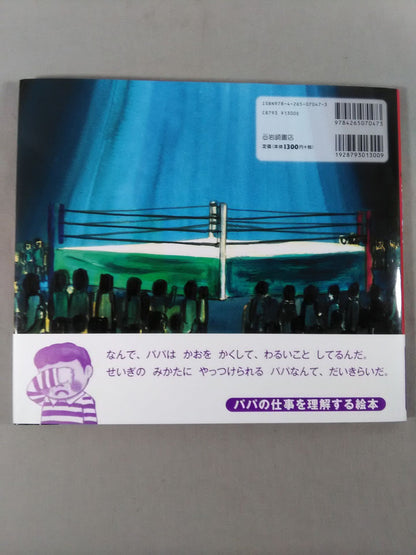 ISBN978-4-265-07047-3
C8793 ¥1300E
9784265070473
岩崎書店
定価(本体1300円+税)
1928793013009
なんで、パパは かおを かくして、わるいこと してるんだ。
せいぎの みかたに やっつけられる パパなんて、だいきらいだ。
パパの仕事を理解する絵本